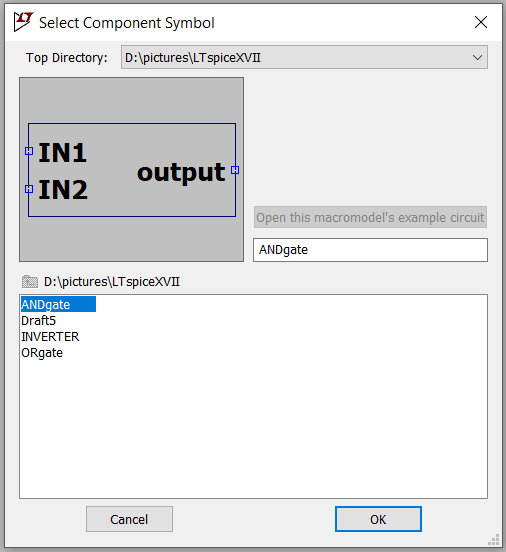 Select Component Symbol
Top Directory: D:\pictures\LTspiceXVII
IN1
IN2
output
Open this macromodel's example circuit
ANDgate
D:\pictures\LTspiceXVII
ANDgate
Draft5
INVERTER
ORgate
Cancel OK